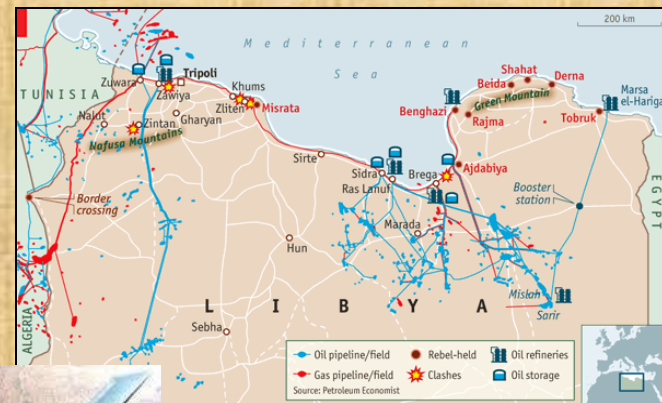 200 km
Mediterranean
Sea
TUNISIA
Zuwara
Tripoli
Zawiya
Khums
Zliten
Misrata
Nalut
Zintan
Gharyan
Nafusa Mountains
Border
crossing
Sirte
Sidra
Ras Lanuf
Brega
Ajdabiya
Marada
Benghazi
Rajma
Beida
Shahat
Derna
Green Mountain
Tobruk
Marsa
el-Hariga
Booster
station
EGYPT
Hun
Mislah
Sarir
LIBYA
Sebha
ALGERIA
Oil pipeline/field
Rebel-held
Oil refineries
Gas pipeline/field
Clashes
Oil storage
Source: Petroleum Economist